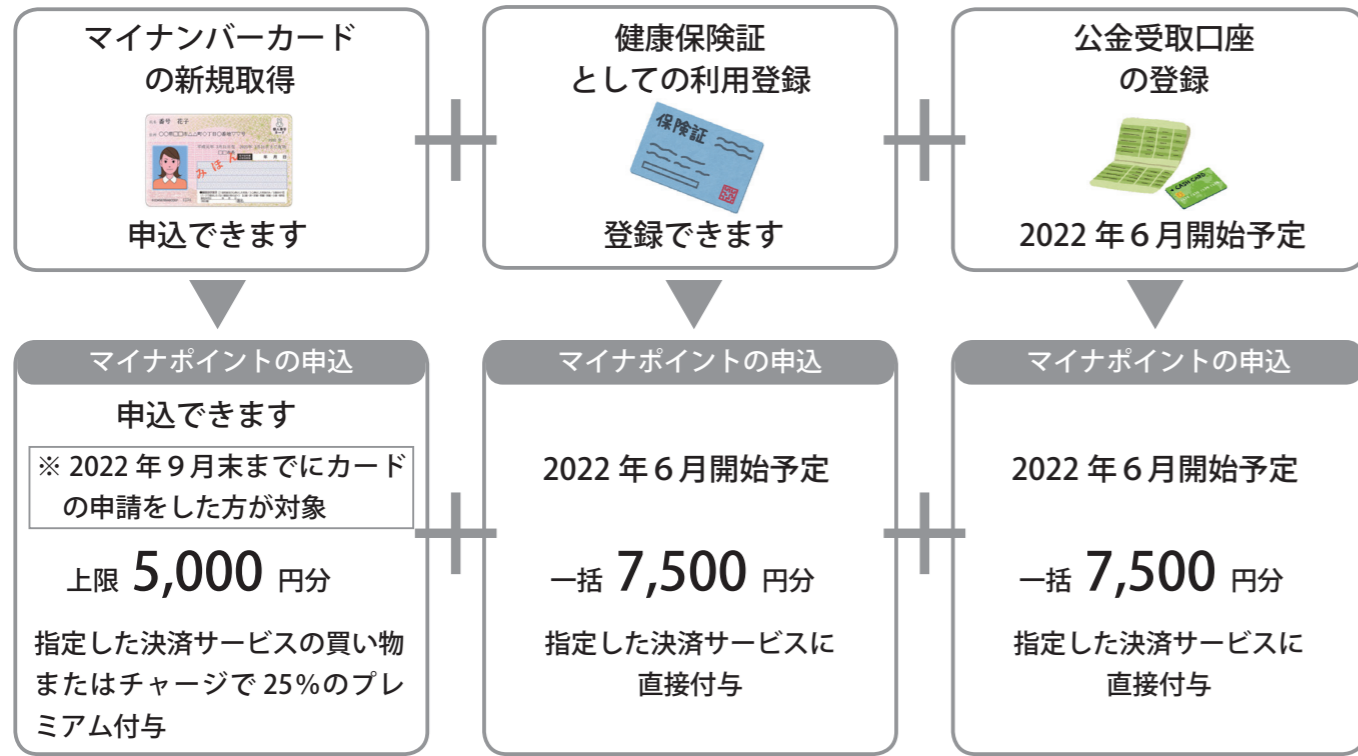 マイナンバーカード
の新規取得
氏名 番号 花子
みほん
申込できます
健康保険証
としての利用登録
保険証
登録できます
公金受取口座
の登録
CASH CARD
2022 年６月開始予定
マイナポイントの申込
申込できます
※ 2022 年９月末までにカード
の申請をした方が対象
上限 5,000 円分
指定した決済サービスの買い物
またはチャージで 25%のプレ
ミアム付与
マイナポイントの申込
2022 年６月開始予定
一括 7,500 円分
指定した決済サービスに
直接付与
マイナポイントの申込
2022 年６月開始予定
一括 7,500 円分
指定した決済サービスに
直接付与